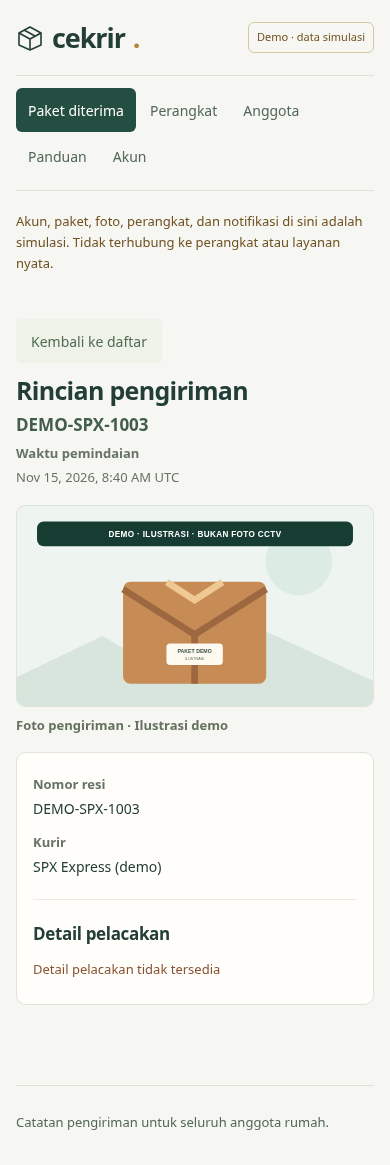 cekrir.
Demo · data simulasi
Paket diterima
Perangkat
Anggota
Panduan
Akun
Akun, paket, foto, perangkat, dan notifikasi di sini adalah
simulasi. Tidak terhubung ke perangkat atau layanan
nyata.
Kembali ke daftar
Rincian pengiriman
DEMO-SPX-1003
Waktu pemindaian
Nov 15, 2026, 8:40 AM UTC
DEMO · ILUSTRASI · BUKAN FOTO CCTV
PAKET DEMO
ILUSTRASI
Foto pengiriman · Ilustrasi demo
Nomor resi
DEMO-SPX-1003
Kurir
SPX Express (demo)
Detail pelacakan
Detail pelacakan tidak tersedia
Catatan pengiriman untuk seluruh anggota rumah.